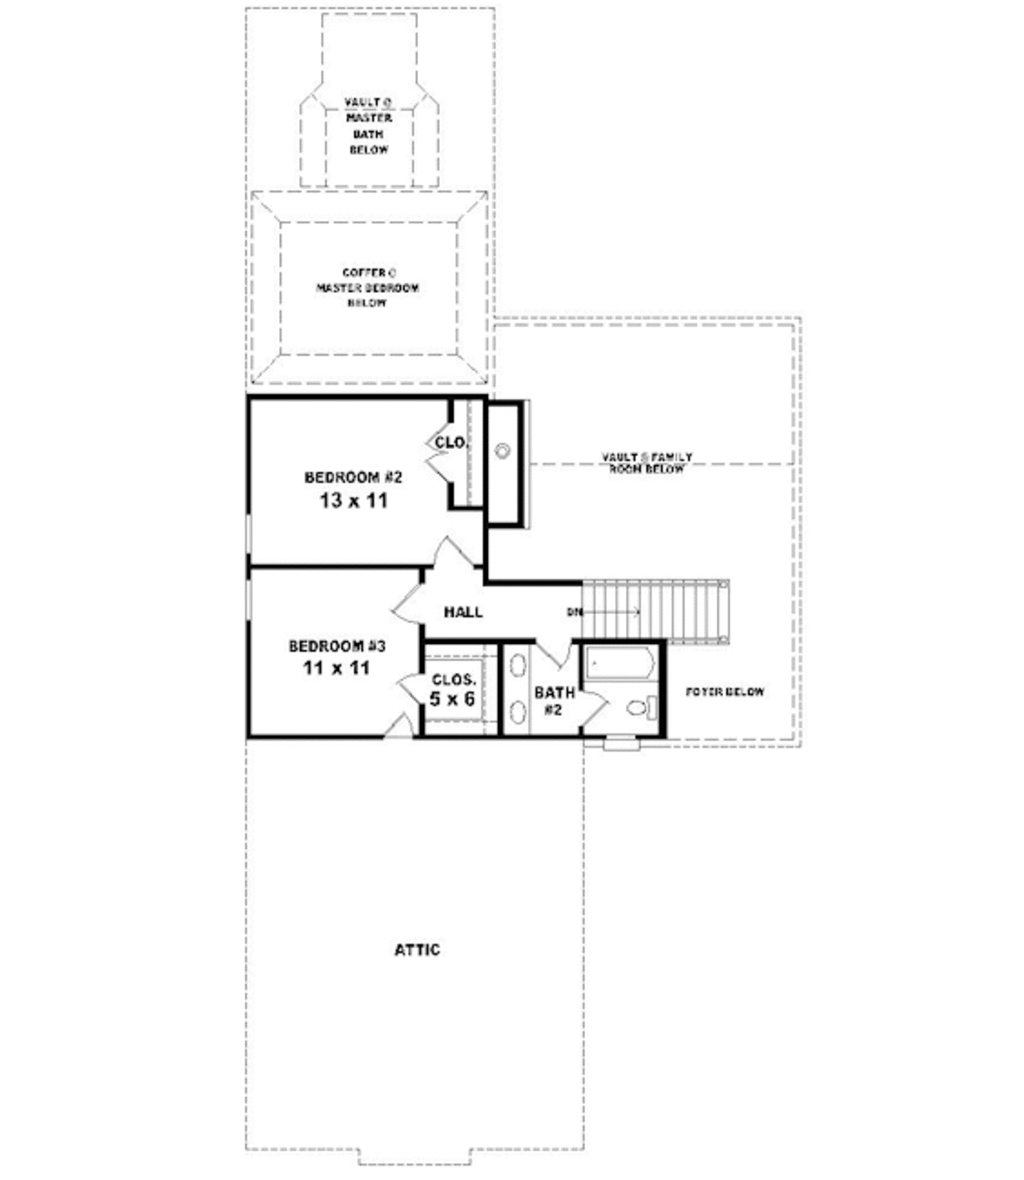 VAULT @
MASTER
BATH
BELOW
COFFER @
MASTER BEDROOM
BELOW
CLO.
BEDROOM #2
13 x 11
VAULT @ FAMILY
ROOM BELOW
HALL
DN
BEDROOM #3
11 x 11
CLOS.
5 x 6
BATH
#2
FOYER BELOW
ATTIC